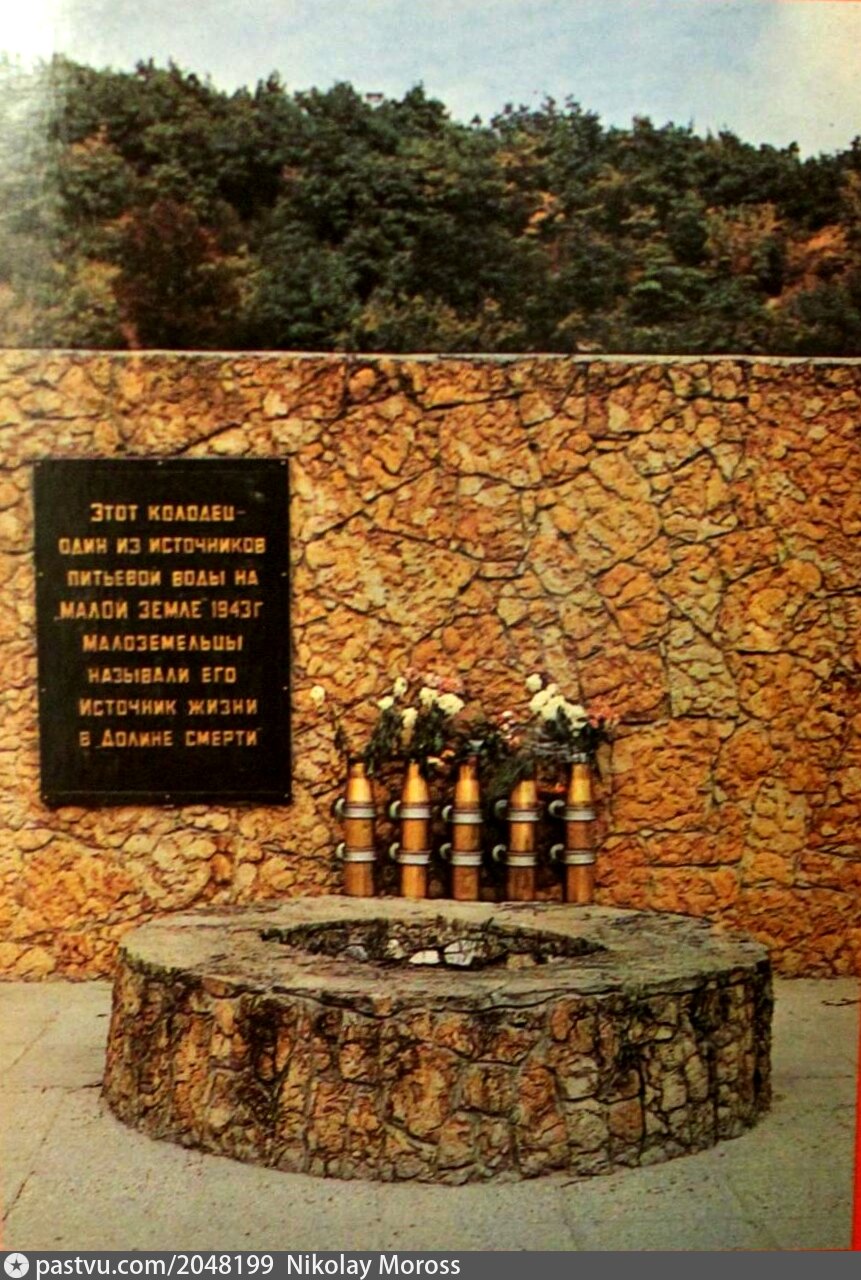 ЭТОТ КОЛОДЕЦ-
ОДИН ИЗ ИСТОЧНИКОВ
ПИТЬЕВОЙ ВОДЫ НА
"МАЛОЙ ЗЕМЛЕ" 1943Г
МАЛОЗЕМЕЛЬЦЫ
НАЗЫВАЛИ ЕГО
ИСТОЧНИК ЖИЗНИ
В "ДОЛИНЕ СМЕРТИ"
pastvu.com/2048199 Nikolay Moross